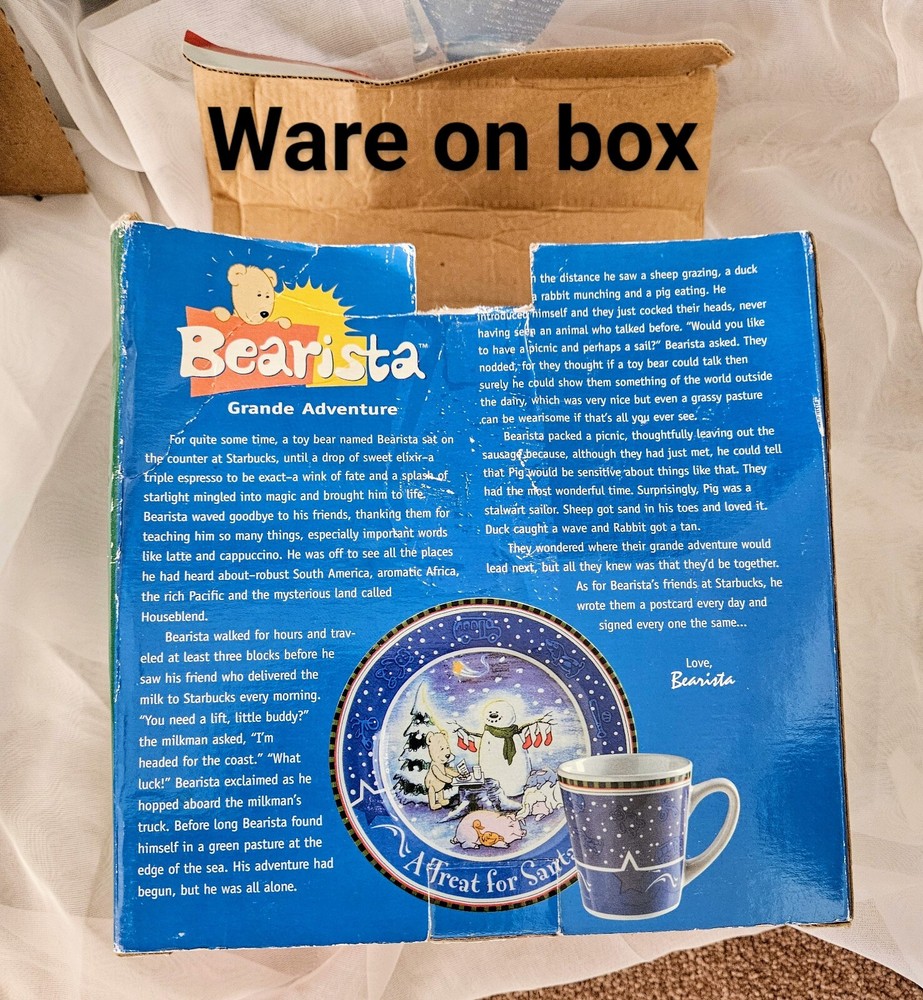 Ware on box
Bearista™
Grande Adventure
For quite some time, a toy bear named Bearista sat on
the counter at Starbucks, until a drop of sweet elixir–a
triple espresso to be exact–a wink of fate and a splash of
starlight mingled into magic and brought him to life.
Bearista waved goodbye to his friends, thanking them for
teaching him so many things, especially important words
like latte and cappuccino. He was off to see all the places
he had heard about–robust South America, aromatic Africa,
the rich Pacific and the mysterious land called
Houseblend.
Bearista walked for hours and trav-
eled at least three blocks before he
saw his friend who delivered the
milk to Starbucks every morning.
“You need a lift, little buddy?”
the milkman asked, “I’m
headed for the coast.” “What
luck!” Bearista exclaimed as he
hopped aboard the milkman’s
truck. Before long Bearista found
himself in a green pasture at the
edge of the sea. His adventure had
begun, but he was all alone.
the distance he saw a sheep grazing, a duck
a rabbit munching and a pig eating. He
introduced himself and they just cocked their heads, never
having seen an animal who talked before. “Would you like
to have a picnic and perhaps a sail?” Bearista asked. They
nodded, for they thought if a toy bear could talk then
surely he could show them something of the world outside
the dairy, which was very nice but even a grassy pasture
can be wearisome if that’s all you ever see.
Bearista packed a picnic, thoughtfully leaving out the
sausage because, although they had just met, he could tell
that Pig would be sensitive about things like that. They
had the most wonderful time. Surprisingly, Pig was a
stalwart sailor. Sheep got sand in his toes and loved it.
Duck caught a wave and Rabbit got a tan.
They wondered where their grande adventure would
lead next, but all they knew was that they’d be together.
As for Bearista’s friends at Starbucks, he
wrote them a postcard every day and
signed every one the same...
Love,
Bearista
A Treat for Santa